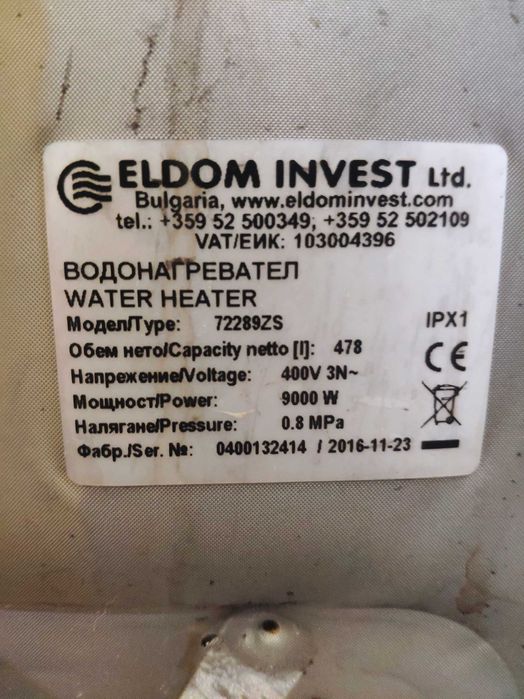 ELDOM INVEST Ltd.
Bulgaria, www.eldominvest.com
tel.: +359 52 500349; +359 52 502109
VAT/ЕИК: 103004396
ВОДОНАГРЕВАТЕЛ
WATER HEATER
Модел/Type: 72289ZS IPX1
Обем нето/Capacity netto [l]: 478
Напрежение/Voltage: 400V 3N~ CE
Мощност/Power: 9000 W
Налягане/Pressure: 0.8 MPa
Фабр./Ser. №: 0400132414 / 2016-11-23